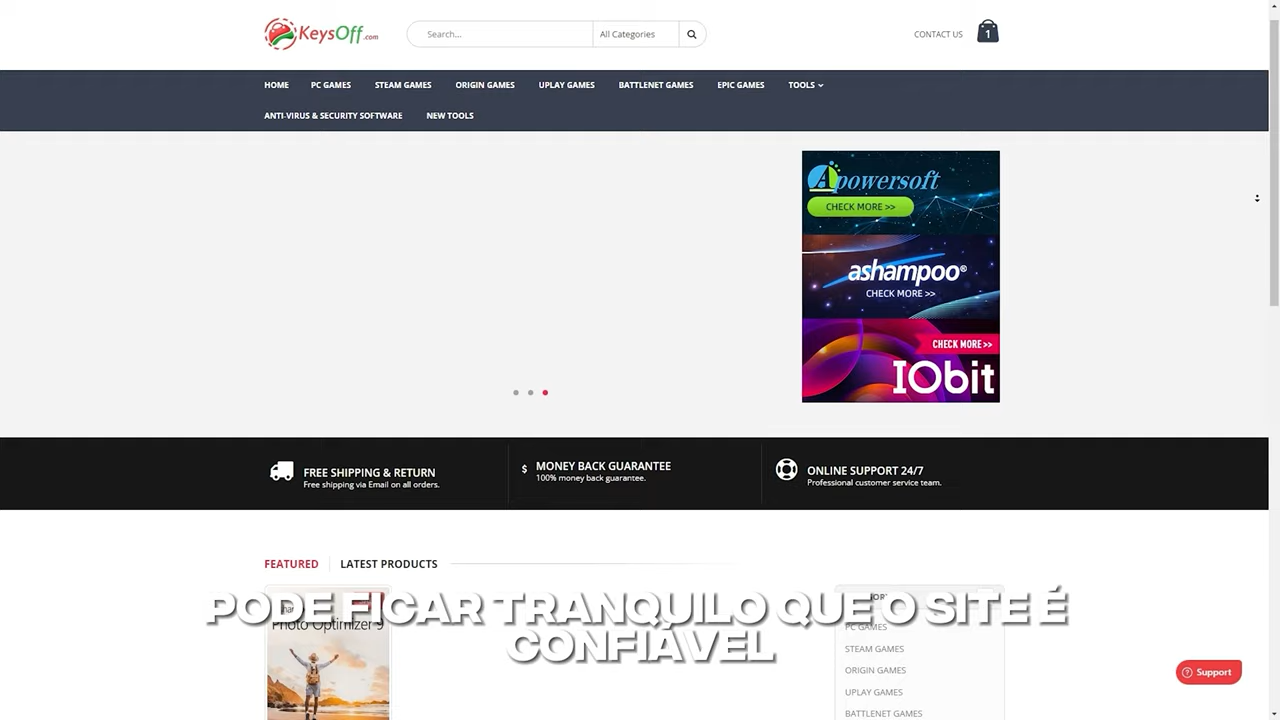 KeysOff.com
Search...
All Categories
CONTACT US
1
HOME
PC GAMES
STEAM GAMES
ORIGIN GAMES
UPLAY GAMES
BATTLENET GAMES
EPIC GAMES
TOOLS
ANTI-VIRUS & SECURITY SOFTWARE
NEW TOOLS
Apowersoft
CHECK MORE >>
ashampoo®
CHECK MORE >>
CHECK MORE >>
IObit
FREE SHIPPING & RETURN
Free shipping via Email on all orders.
$
MONEY BACK GUARANTEE
100% money back guarantee.
ONLINE SUPPORT 24/7
Professional customer service team.
FEATURED
LATEST PRODUCTS
Photo Optimizer 9
PODE FICAR TRANQUILO QUE O SITE É
CONFIÁVEL
PC GAMES
STEAM GAMES
ORIGIN GAMES
UPLAY GAMES
BATTLENET GAMES
Support